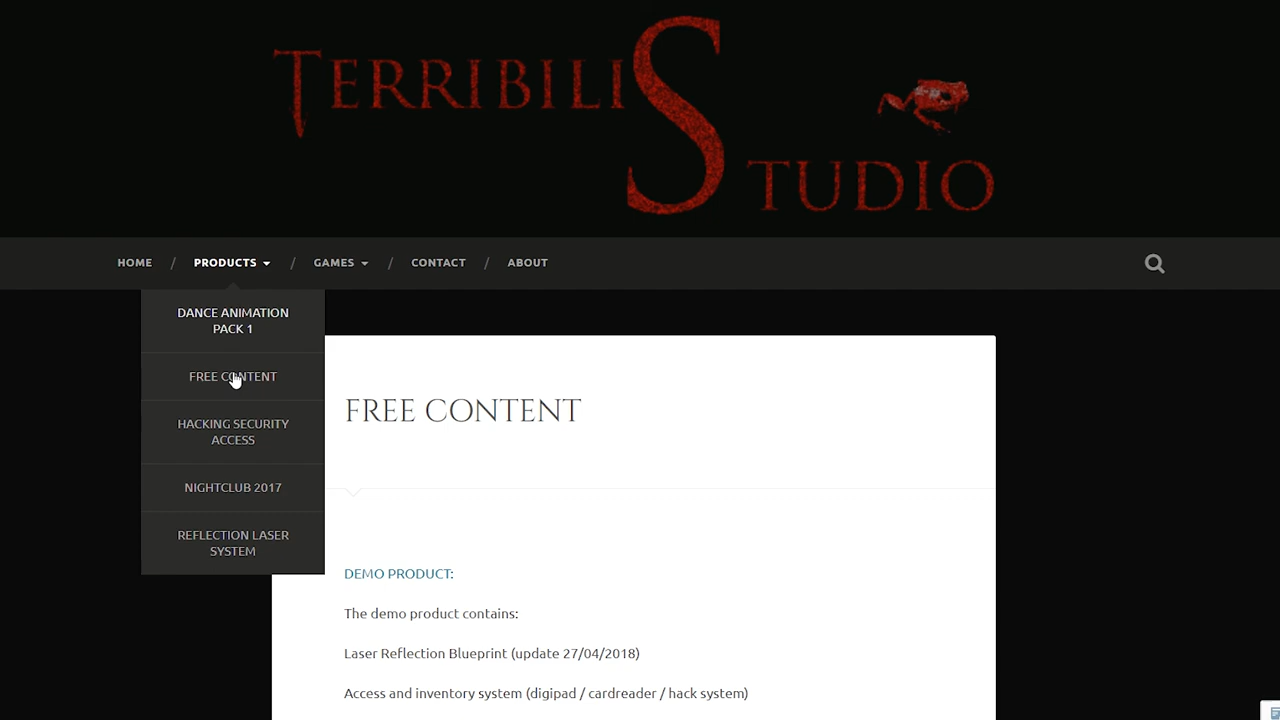 TERRIBILIS
STUDIO
HOME / PRODUCTS / GAMES / CONTACT / ABOUT
DANCE ANIMATION
PACK 1
FREE CONTENT
HACKING SECURITY
ACCESS
NIGHTCLUB 2017
REFLECTION LASER
SYSTEM
FREE CONTENT
DEMO PRODUCT:
The demo product contains:
Laser Reflection Blueprint (update 27/04/2018)
Access and inventory system (digipad / cardreader / hack system)